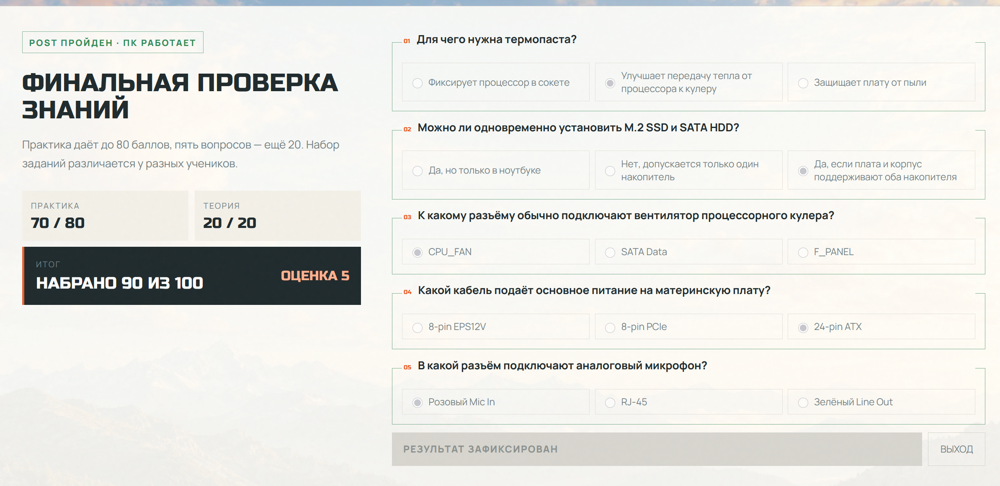 POST ПРОЙДЕН · ПК РАБОТАЕТ
ФИНАЛЬНАЯ ПРОВЕРКА
ЗНАНИЙ
Практика даёт до 80 баллов, пять вопросов — ещё 20. Набор
заданий различается у разных учеников.
ПРАКТИКА
70 / 80
ТЕОРИЯ
20 / 20
ИТОГ
НАБРАНО 90 ИЗ 100
ОЦЕНКА 5
01 Для чего нужна термопаста?
Фиксирует процессор в сокете
Улучшает передачу тепла от
процессора к кулеру
Защищает плату от пыли
02 Можно ли одновременно установить M.2 SSD и SATA HDD?
Да, но только в ноутбуке
Нет, допускается только один
накопитель
Да, если плата и корпус
поддерживают оба накопителя
03 К какому разъёму обычно подключают вентилятор процессорного кулера?
CPU_FAN
SATA Data
F_PANEL
04 Какой кабель подаёт основное питание на материнскую плату?
8-pin EPS12V
8-pin PCIe
24-pin ATX
05 В какой разъём подключают аналоговый микрофон?
Розовый Mic In
RJ-45
Зелёный Line Out
РЕЗУЛЬТАТ ЗАФИКСИРОВАН
ВЫХОД